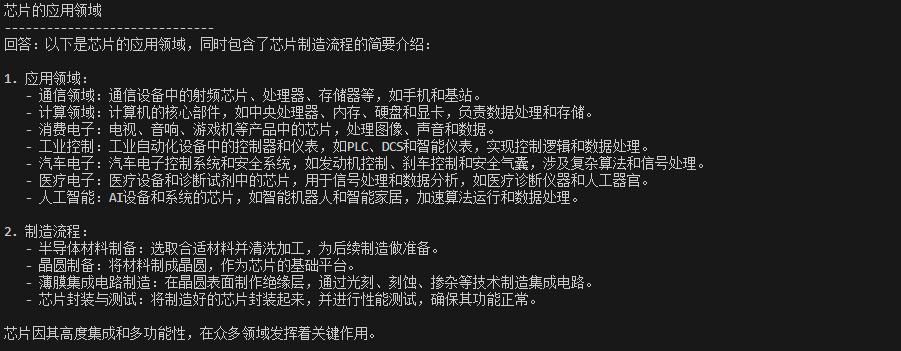 芯片的应用领域
------------------------------
回答：以下是芯片的应用领域，同时包含了芯片制造流程的简要介绍：
1. 应用领域：
- 通信领域：通信设备中的射频芯片、处理器、存储器等，如手机和基站。
- 计算领域：计算机的核心部件，如中央处理器、内存、硬盘和显卡，负责数据处理和存储。
- 消费电子：电视、音响、游戏机等产品中的芯片，处理图像、声音和数据。
- 工业控制：工业自动化设备中的控制器和仪表，如PLC、DCS和智能仪表，实现控制逻辑和数据处理。
- 汽车电子：汽车电子控制系统和安全系统，如发动机控制、刹车控制和安全气囊，涉及复杂算法和信号处理。
- 医疗电子：医疗设备和诊断试剂中的芯片，用于信号处理和数据分析，如医疗诊断仪器和人工器官。
- 人工智能：AI设备和系统的芯片，如智能机器人和智能家居，加速算法运行和数据处理。
2. 制造流程：
- 半导体材料制备：选取合适材料并清洗加工，为后续制造做准备。
- 晶圆制备：将材料制成晶圆，作为芯片的基础平台。
- 薄膜集成电路制造：在晶圆表面制作绝缘层，通过光刻、刻蚀、掺杂等技术制造集成电路。
- 芯片封装与测试：将制造好的芯片封装起来，并进行性能测试，确保其功能正常。
芯片因其高度集成和多功能性，在众多领域发挥着关键作用。